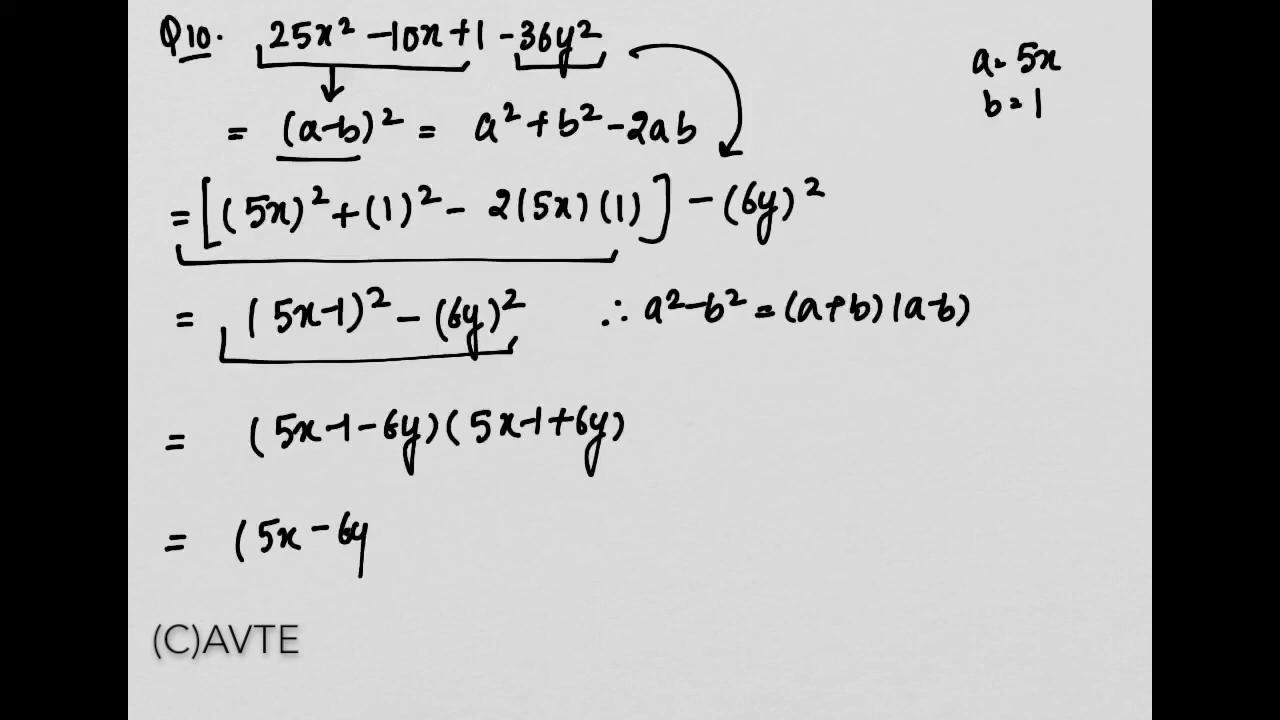 Q10. 25x² -10x+1 -36y²
a = 5x
b = 1
= (a-b)² = a² + b² - 2ab
= [(5x)² + (1)² - 2(5x)(1)] - (6y)²
= (5x-1)² - (6y)² ∴ a²-b² = (a+b)(a-b)
= (5x-1-6y)(5x-1+6y)
= (5x - 6y
(C)AVTE